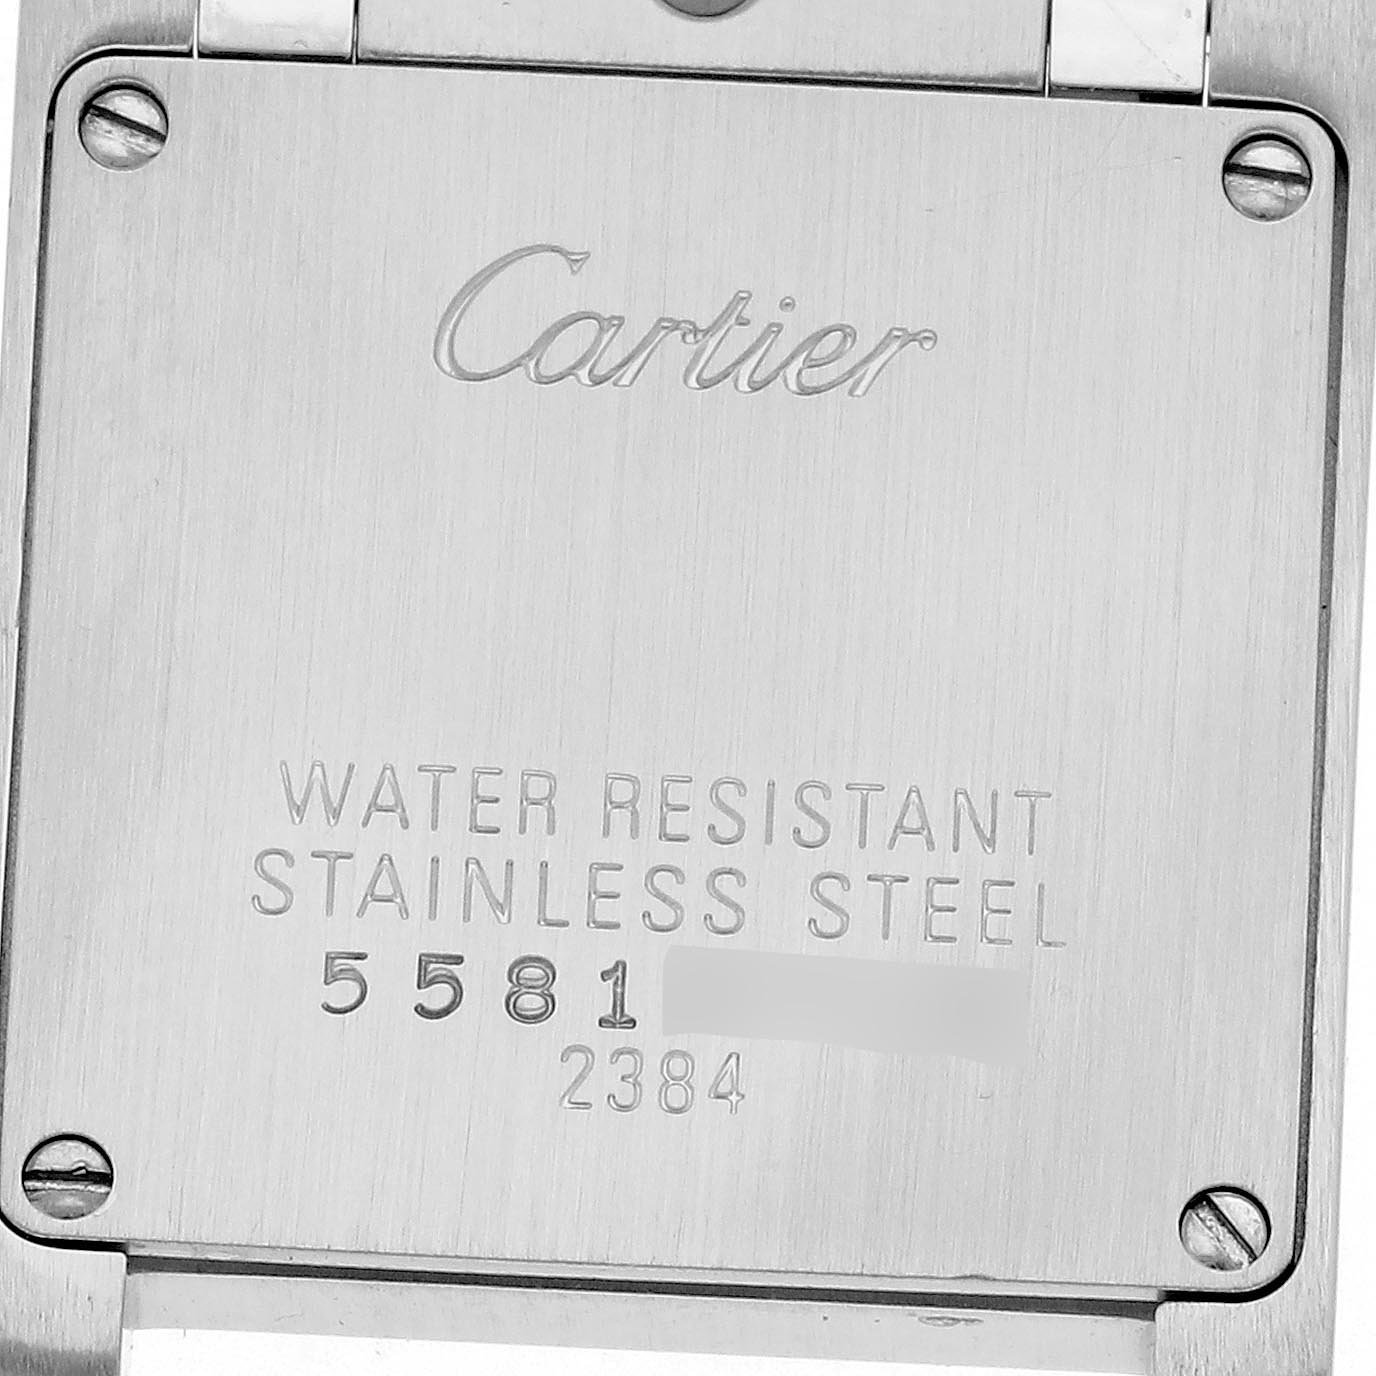 Cartier
WATER RESISTANT
STAINLESS STEEL
5581
2384